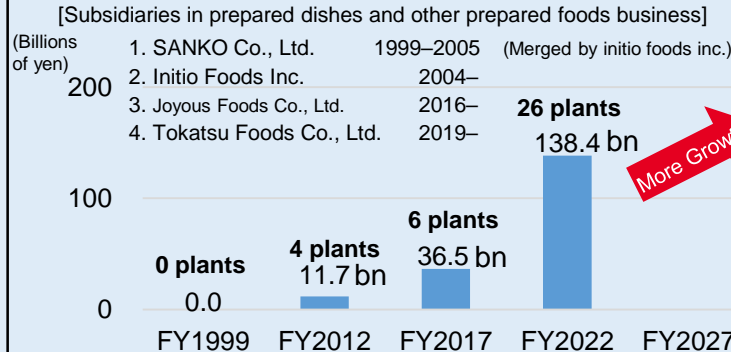 [Subsidiaries in prepared dishes and other prepared foods business]
(Billions
of yen)
1. SANKO Co., Ltd. 1999–2005 (Merged by initio foods inc.)
2. Initio Foods Inc. 2004–
3. Joyous Foods Co., Ltd. 2016–
4. Tokatsu Foods Co., Ltd. 2019–
200
100
0
0 plants
0.0
4 plants
11.7 bn
6 plants
36.5 bn
26 plants
138.4 bn
More
FY1999 FY2012 FY2017 FY2022 FY2027